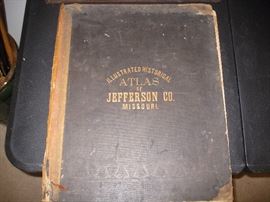 ILLUSTRATED HISTORICAL
ATLAS
OF
JEFFERSON CO.
MISSOURI.